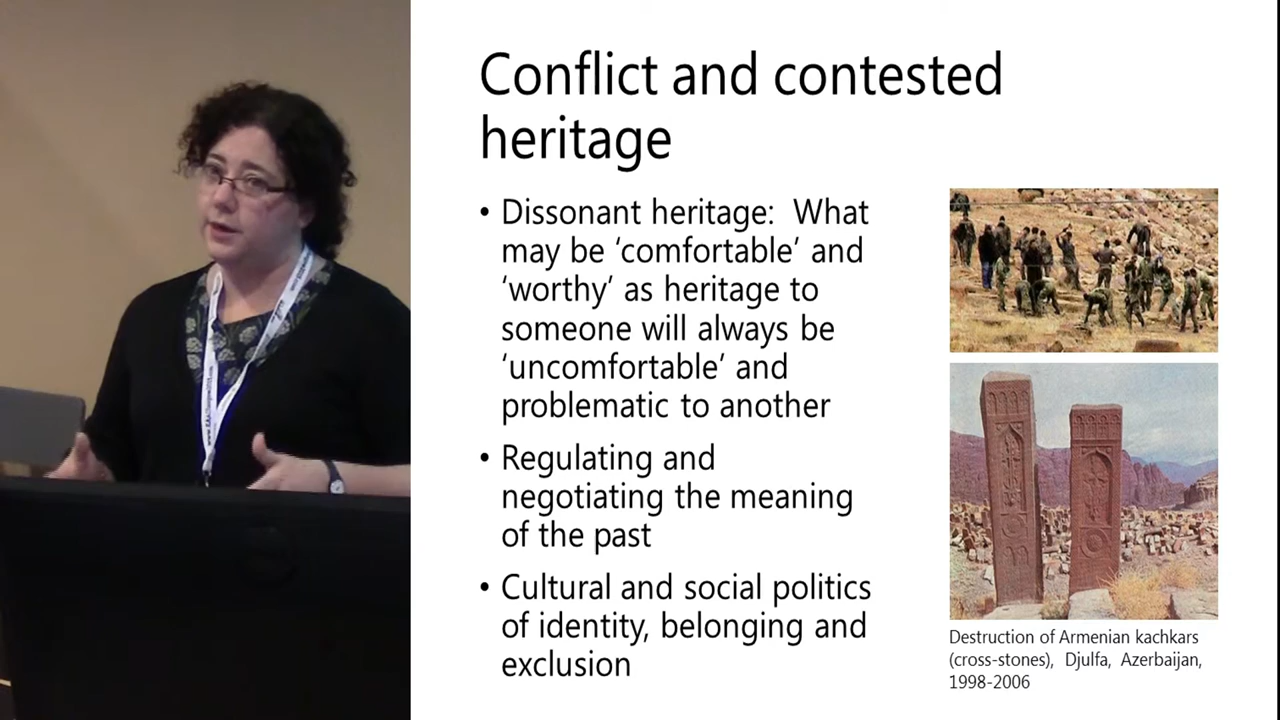 Conflict and contested
heritage
• Dissonant heritage: What
may be ‘comfortable’ and
‘worthy’ as heritage to
someone will always be
‘uncomfortable’ and
problematic to another
• Regulating and
negotiating the meaning
of the past
• Cultural and social politics
of identity, belonging and
exclusion
Destruction of Armenian kachkars
(cross-stones), Djulfa, Azerbaijan,
1998-2006